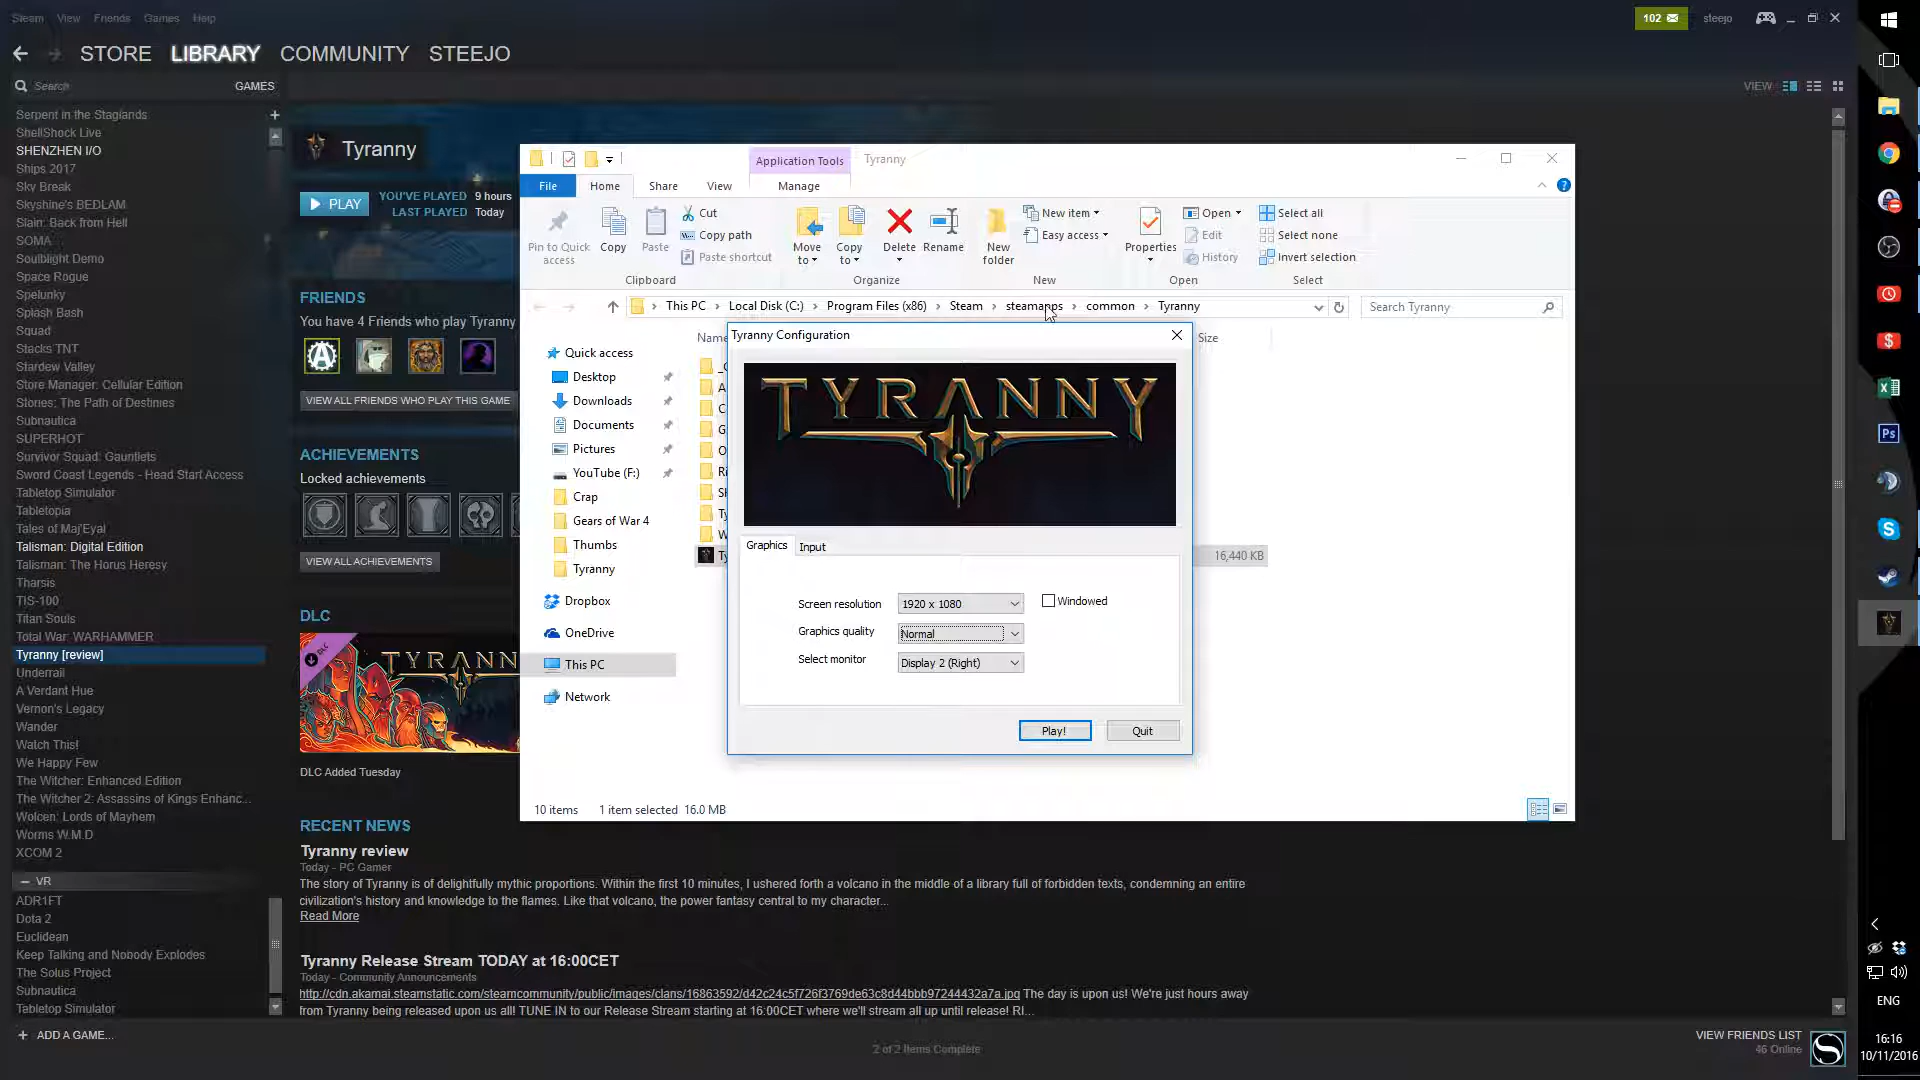 Steam View Friends Games Help
102
steejo
STORE LIBRARY COMMUNITY STEEJO
Search
GAMES
VIEW
Serpent in the Staglands
ShellShock Live
SHENZHEN I/O
Ships 2017
Sky Break
Skyshine's BEDLAM
Slain: Back from Hell
SOMA
Soulblight Demo
Space Rogue
Spelunky
Splash Bash
Squad
Stacks TNT
Stardew Valley
Store Manager: Cellular Edition
Stories: The Path of Destinies
Subnautica
SUPERHOT
Survivor Squad: Gauntlets
Sword Coast Legends - Head Start Access
Tabletop Simulator
Tabletopia
Tales of Maj'Eyal
Talisman: Digital Edition
Talisman: The Horus Heresy
Tharsis
TIS-100
Titan Souls
Total War: WARHAMMER
Tyranny [review]
Underrail
A Verdant Hue
Vernon's Legacy
Wander
Watch This!
We Happy Few
The Witcher: Enhanced Edition
The Witcher 2: Assassins of Kings Enhanc...
Wolcen: Lords of Mayhem
Worms W.M.D
XCOM 2
VR
ADR1FT
Dota 2
Euclidean
Keep Talking and Nobody Explodes
The Solus Project
Subnautica
Tabletop Simulator
ADD A GAME...
Tyranny
PLAY
YOU'VE PLAYED 9 hours
LAST PLAYED Today
FRIENDS
You have 4 Friends who play Tyranny
VIEW ALL FRIENDS WHO PLAY THIS GAME
ACHIEVEMENTS
Locked achievements
VIEW ALL ACHIEVEMENTS
DLC
DLC
TYRANN
DLC Added Tuesday
RECENT NEWS
Tyranny review
Today - PC Gamer
The story of Tyranny is of delightfully mythic proportions. Within the first 10 minutes, I ushered forth a volcano in the middle of a library full of forbidden texts, condemning an entire
civilization's history and knowledge to the flames. Like that volcano, the power fantasy central to my character...
Read More
Tyranny Release Stream TODAY at 16:00CET
Today - Community Announcements
http://cdn.akamai.steamstatic.com/steamcommunity/public/images/clans/16863592/d42c24c5f726f3769de63c8d44bbb97244432a7a.jpg The day is upon us! We're just hours away
from Tyranny being released upon us all! TUNE IN to our Release Stream starting at 16:00CET where we'll stream all up until release! RI...
2 of 2 Items Complete
VIEW FRIENDS LIST
46 Online
Application Tools Tyranny
File Home Share View Manage
Pin to Quick access
Copy
Paste
Cut
Copy path
Paste shortcut
Clipboard
Move to
Copy to
Delete
Rename
Organize
New folder
New item
Easy access
New
Properties
Open
Edit
History
Open
Select all
Select none
Invert selection
Select
This PC Local Disk (C:) Program Files (x86) Steam steamapps common Tyranny
Search Tyranny
Name
Size
Quick access
Desktop
Downloads
Documents
Pictures
YouTube (F:)
Crap
Gears of War 4
Thumbs
Tyranny
Dropbox
OneDrive
This PC
Network
16,440 KB
10 items 1 item selected 16.0 MB
Tyranny Configuration
TYRANNY
Graphics Input
Screen resolution 1920 x 1080 Windowed
Graphics quality Normal
Select monitor Display 2 (Right)
Play! Quit
Ps
ENG
16:16
10/11/2016